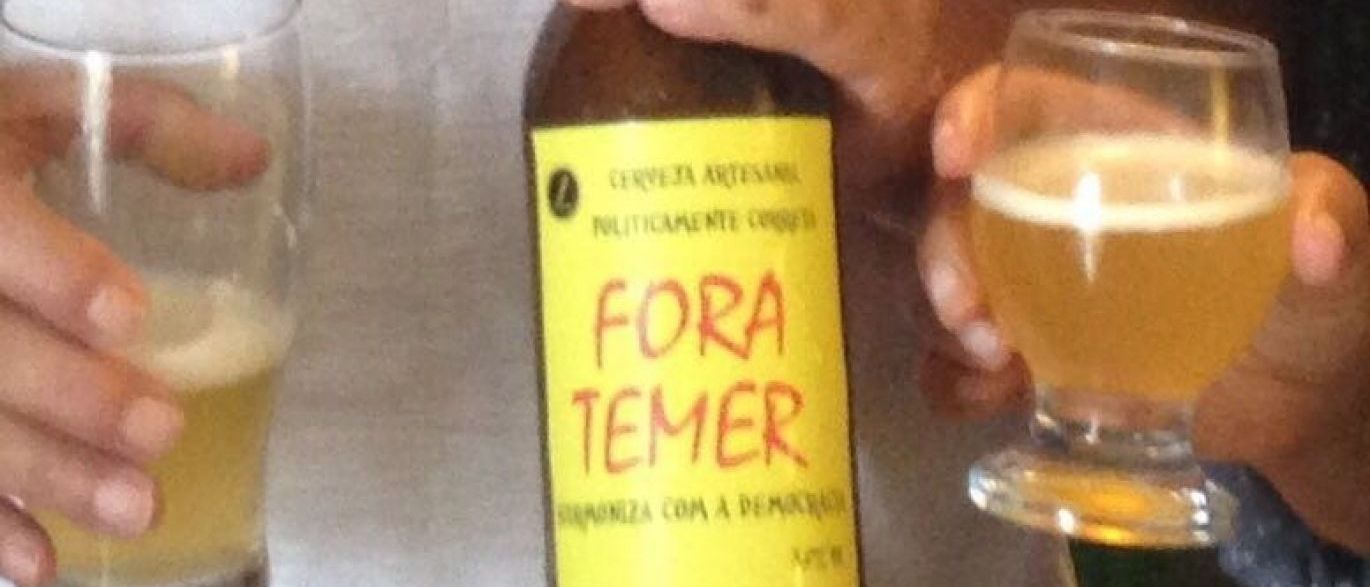 CERVEJA ARTESANAL
POLITICAMENTE CORRETA
FORA
TEMER
HARMONIZA COM A DEMOCRACIA